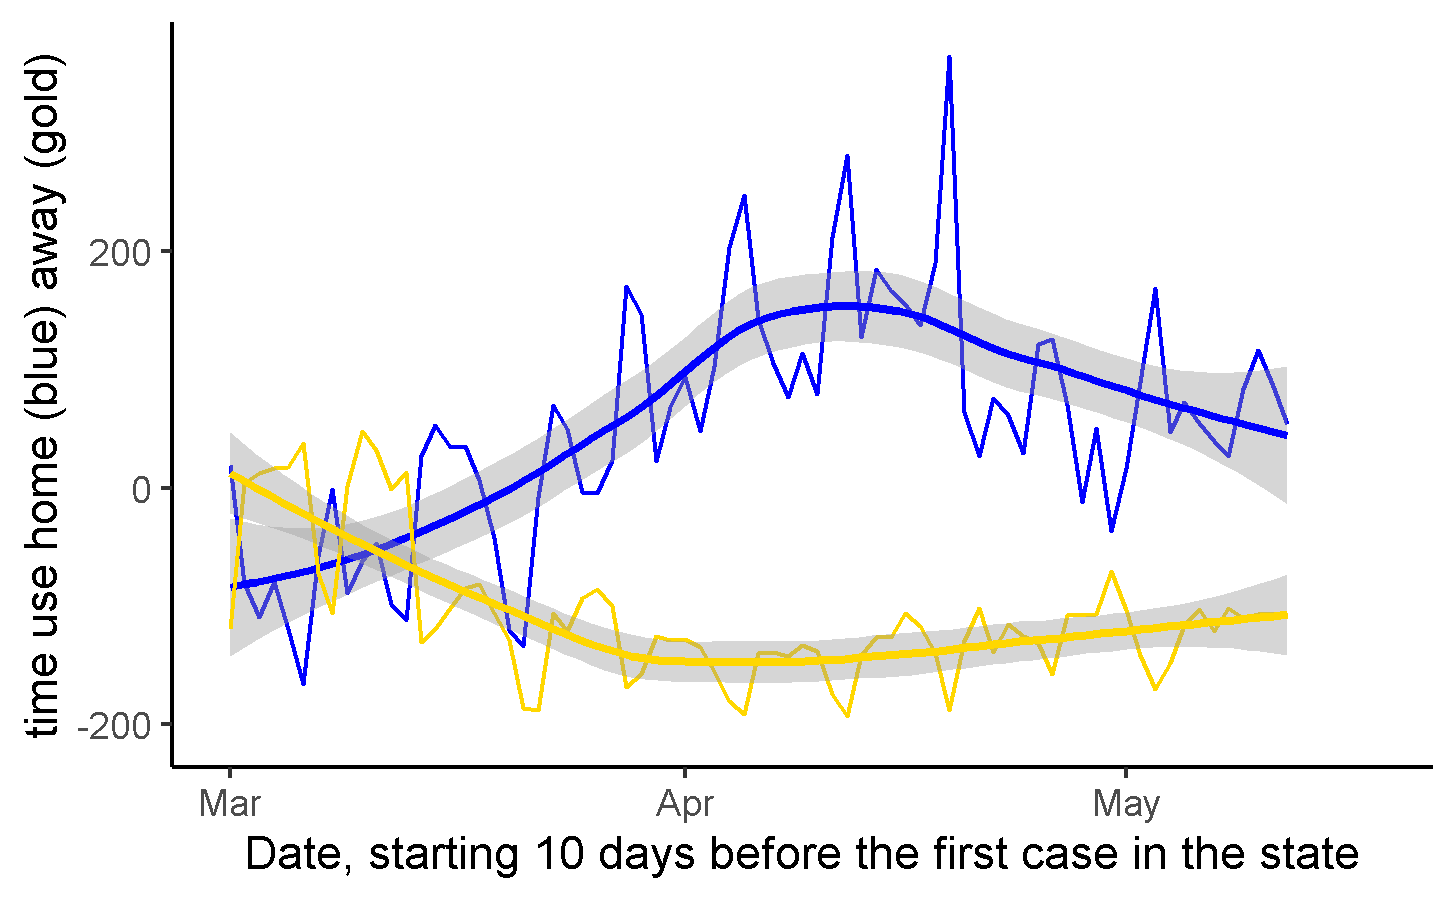 time use home (blue) away (gold)
200
0
-200
Mar
Apr
May
Date, starting 10 days before the first case in the state